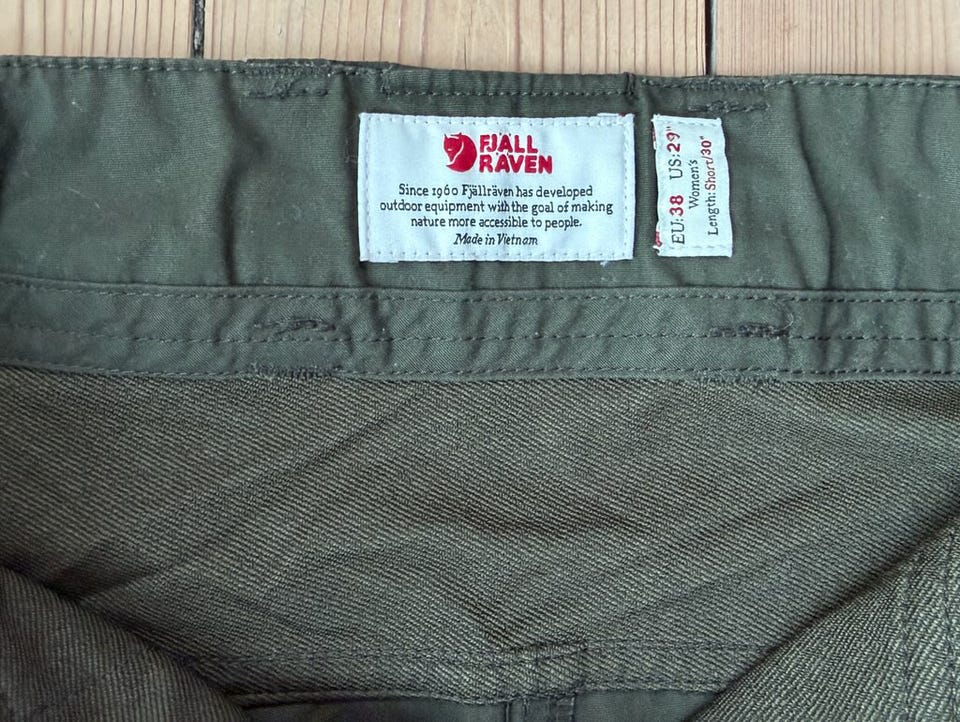 FJÄLL
RÄVEN
Since 1960 Fjällräven has developed
outdoor equipment with the goal of making
nature more accessible to people.
Made in Vietnam
EU:38 US:29"
Women's
Length: Short/30"